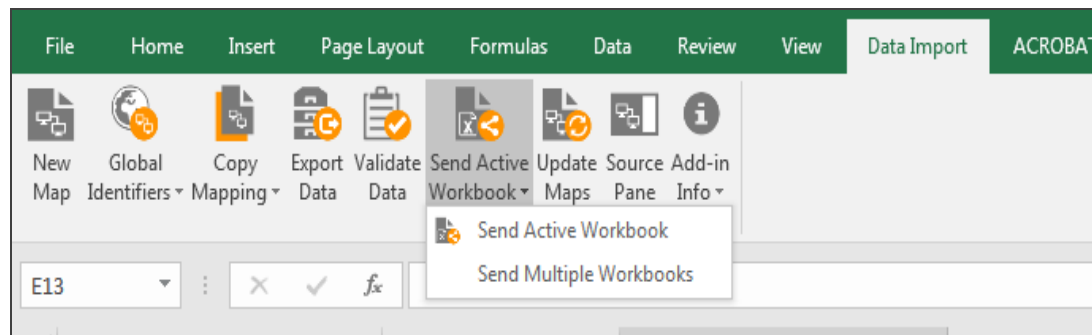 File Home Insert Page Layout Formulas Data Review View Data Import ACROBAT
New Map
Global Identifiers
Copy Mapping
Export Data
Validate Data
Send Active Workbook
Update Maps
Source Pane
Add-in Info
Send Active Workbook
Send Multiple Workbooks
E13
fx